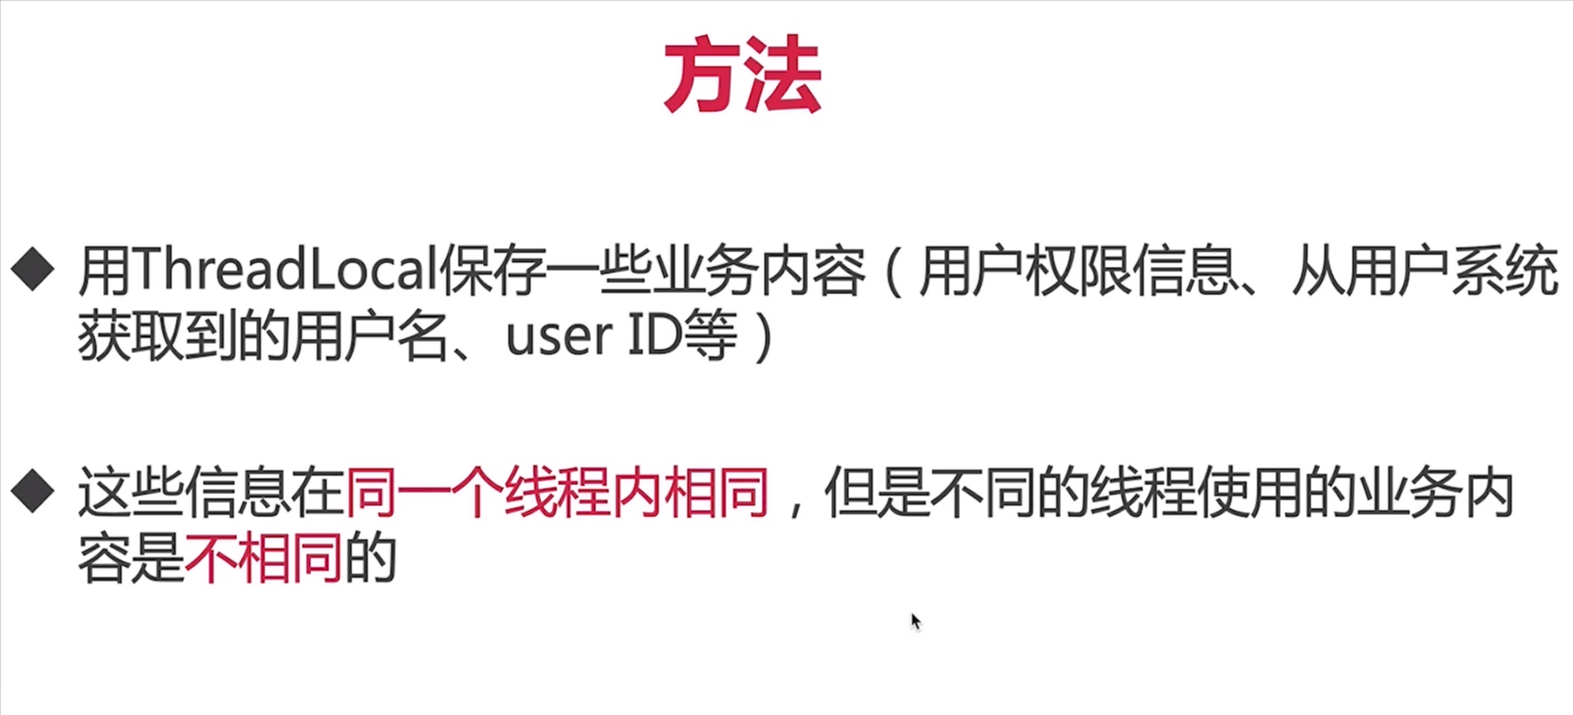 方法
◆ 用ThreadLocal保存一些业务内容（用户权限信息、从用户系统
获取到的用户名、user ID等）
◆ 这些信息在同一个线程内相同，但是不同的线程使用的业务内
容是不相同的